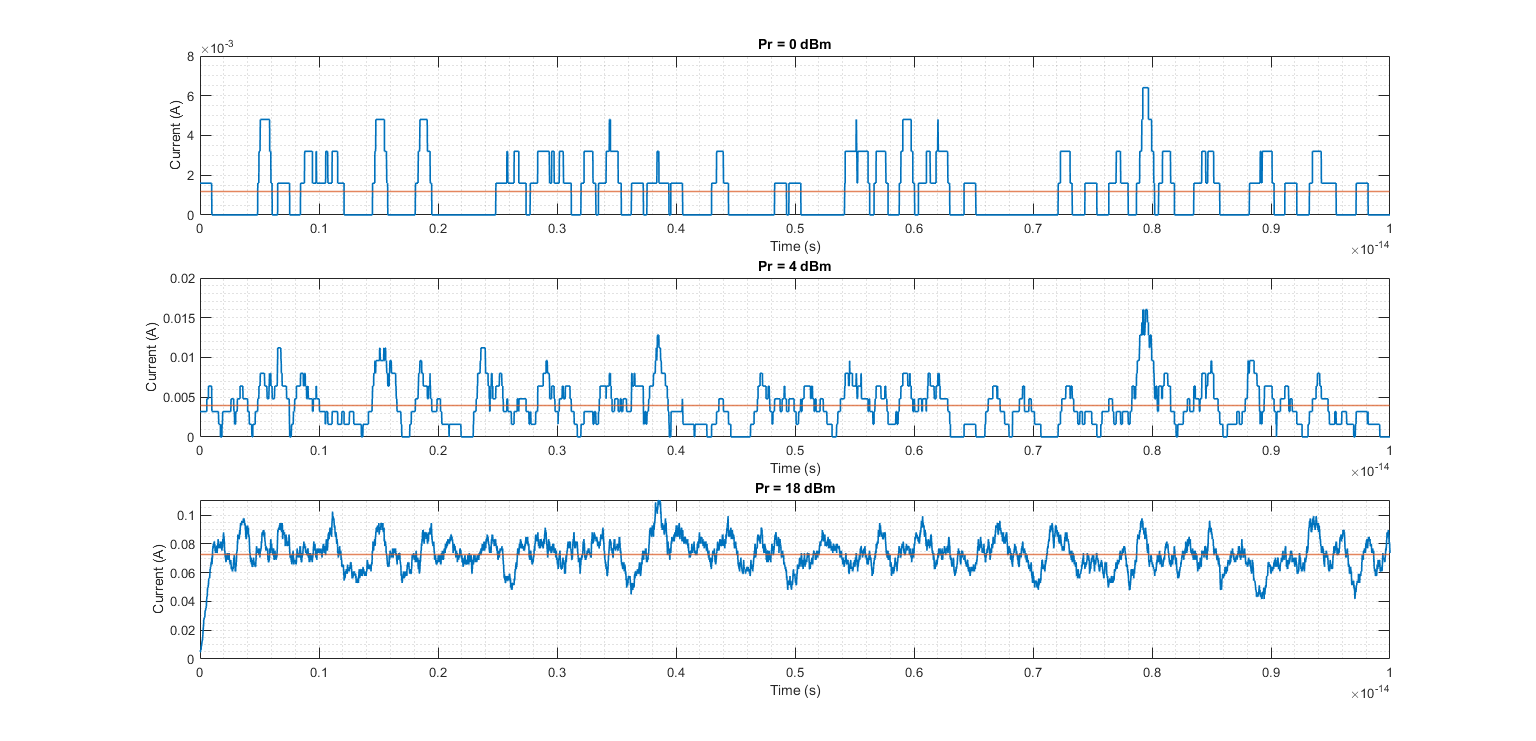 Pr = 0 dBm
×10-3
8
6
4
2
0
Current (A)
0 0.1 0.2 0.3 0.4 0.5 0.6 0.7 0.8 0.9 1
Time (s)
×10-14
Pr = 4 dBm
0.02
0.015
0.01
0.005
0
Current (A)
0 0.1 0.2 0.3 0.4 0.5 0.6 0.7 0.8 0.9 1
Time (s)
×10-14
Pr = 18 dBm
0.1
0.08
0.06
0.04
0.02
0
Current (A)
0 0.1 0.2 0.3 0.4 0.5 0.6 0.7 0.8 0.9 1
Time (s)
×10-14